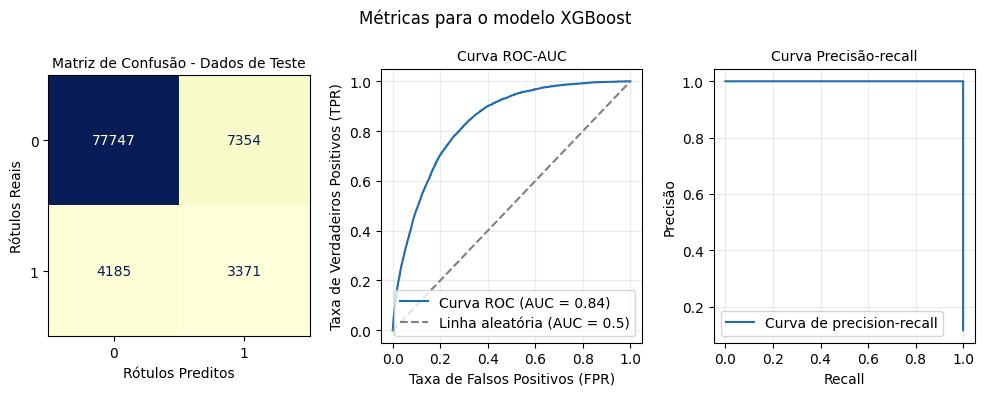 Métricas para o modelo XGBoost
Matriz de Confusão - Dados de Teste
Rótulos Reais
0
1
77747
7354
4185
3371
0
1
Rótulos Preditos
Curva ROC-AUC
Taxa de Verdadeiros Positivos (TPR)
1.0
0.8
0.6
0.4
0.2
0.0
Curva ROC (AUC = 0.84)
Linha aleatória (AUC = 0.5)
0.0
0.2
0.4
0.6
0.8
1.0
Taxa de Falsos Positivos (FPR)
Curva Precisão-recall
Precisão
1.0
0.8
0.6
0.4
0.2
Curva de precision-recall
0.0
0.2
0.4
0.6
0.8
1.0
Recall